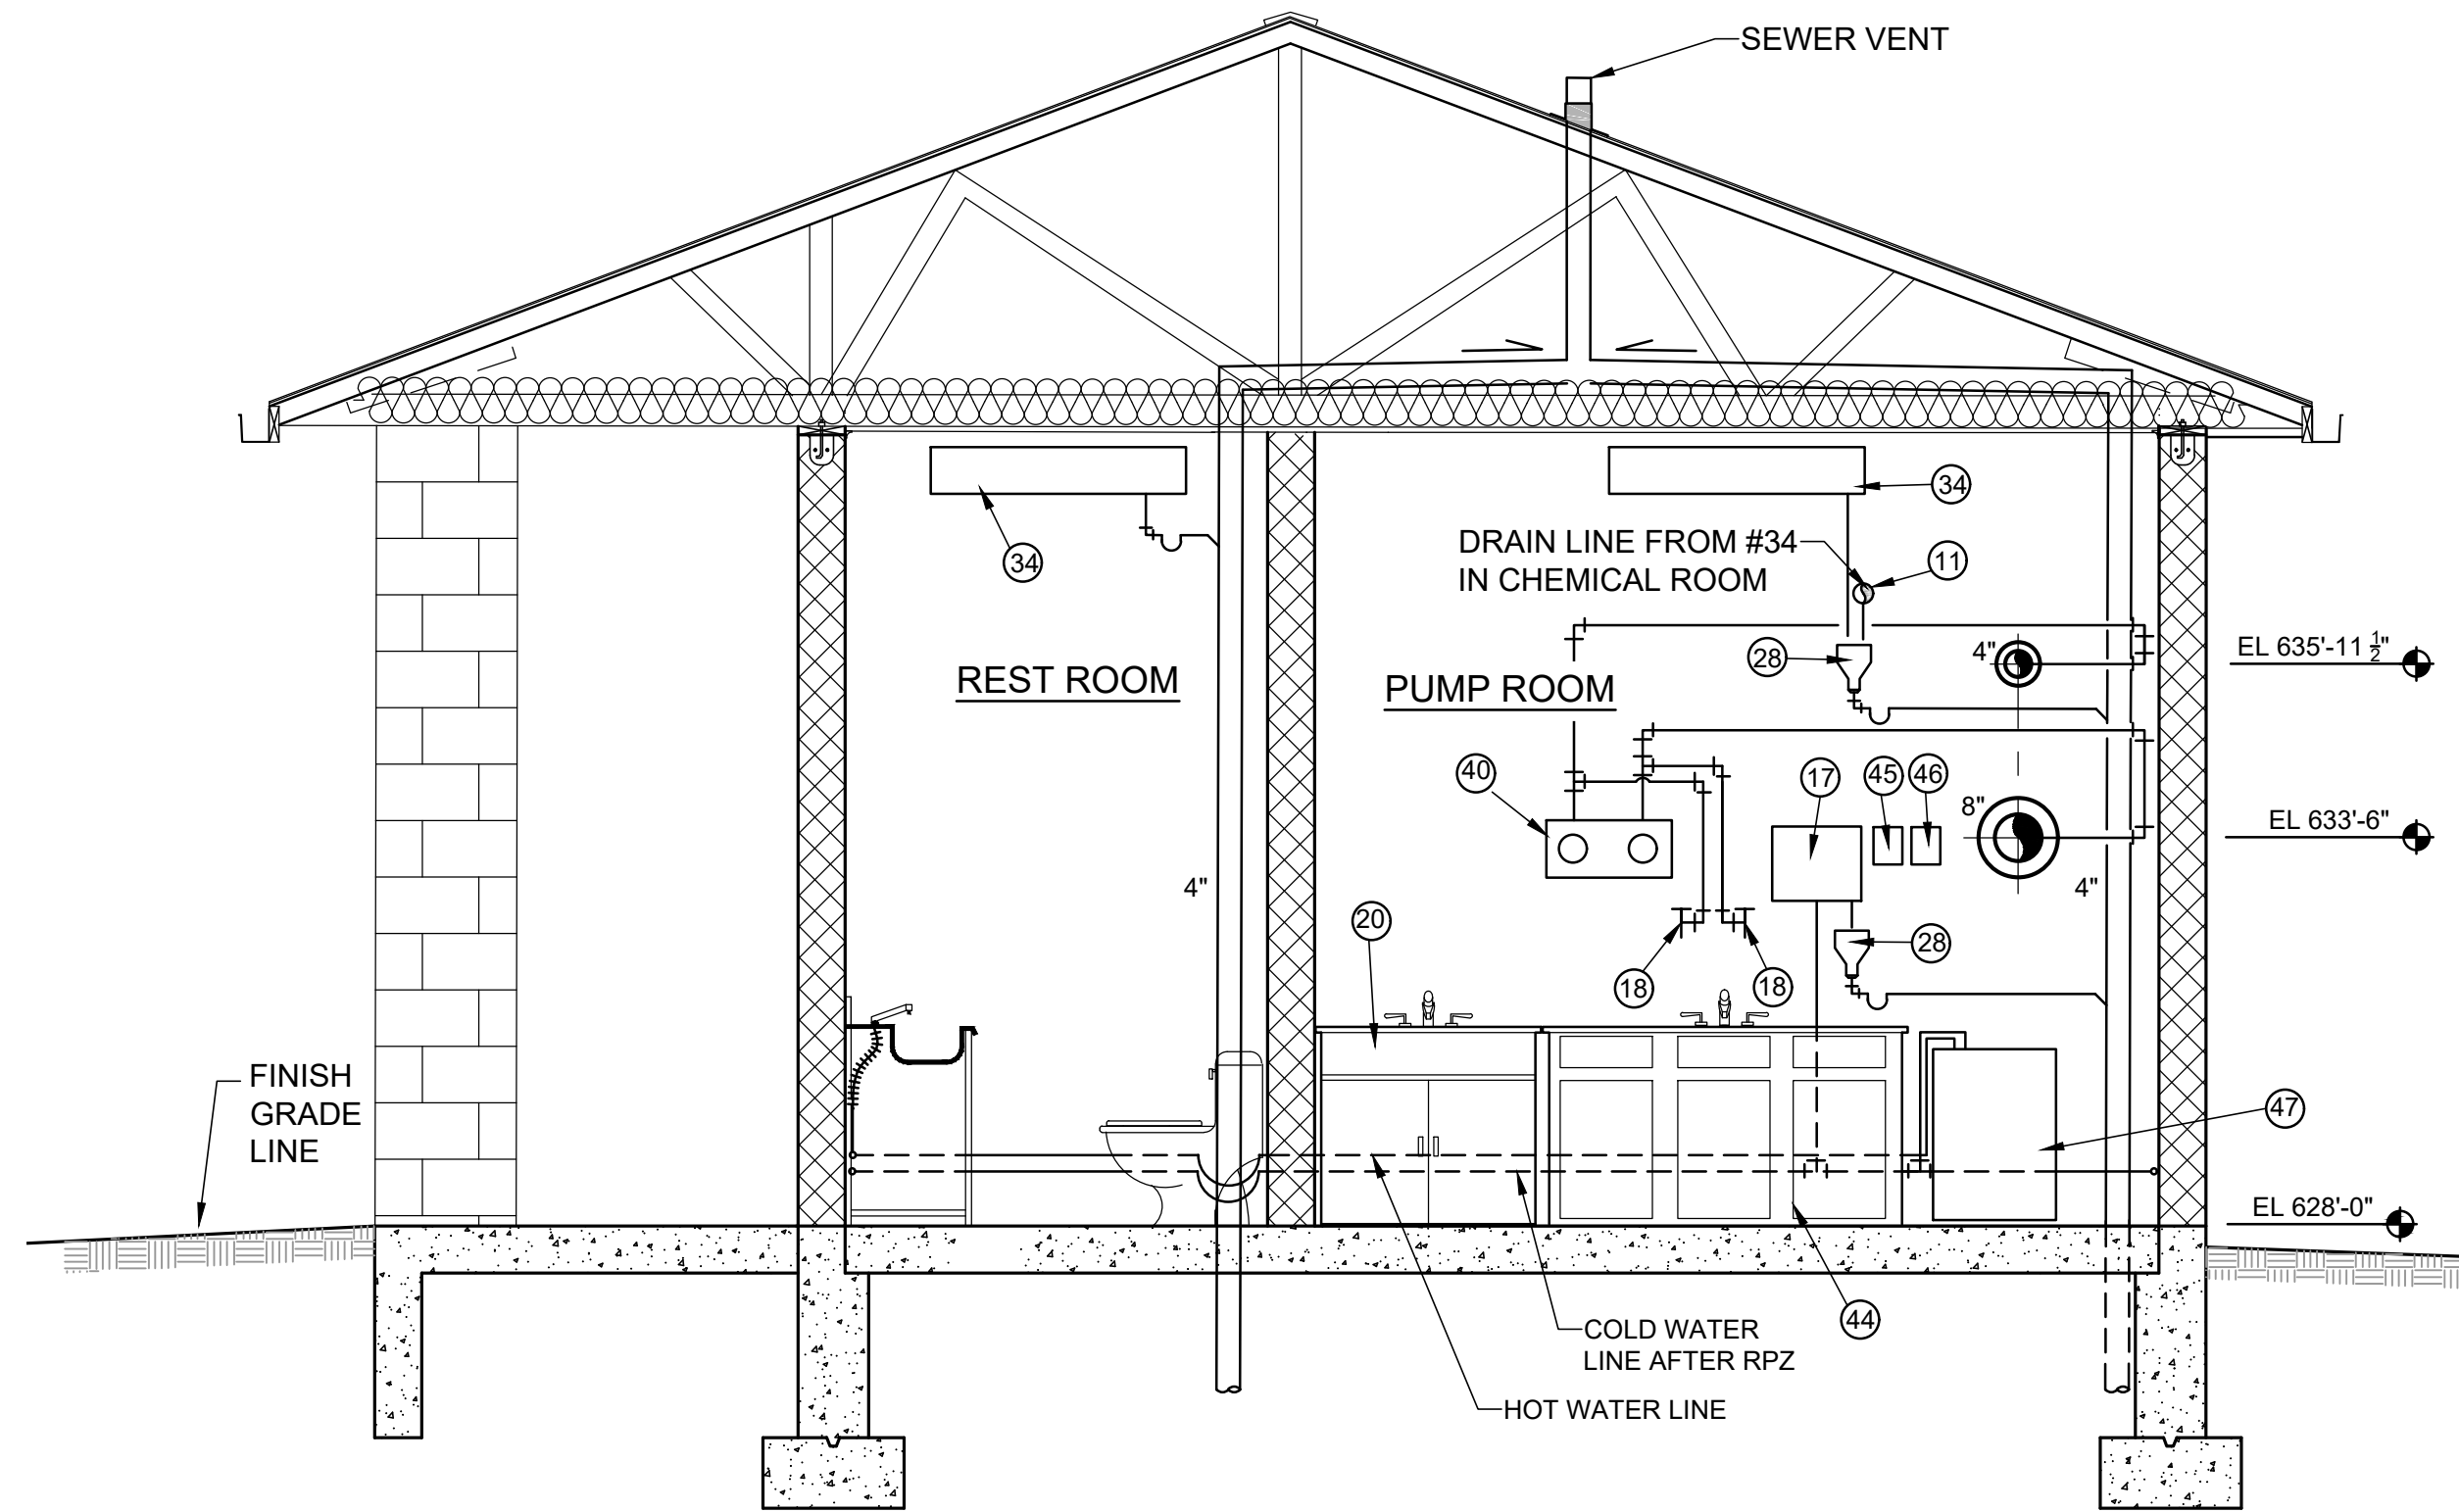 SEWER VENT
34
34
DRAIN LINE FROM #34
IN CHEMICAL ROOM
11
EL 635'-11 1/2"
4"
28
REST ROOM
PUMP ROOM
40
17
45
46
8"
EL 633'-6"
4"
4"
20
28
18
18
FINISH
GRADE
LINE
47
EL 628'-0"
44
COLD WATER
LINE AFTER RPZ
HOT WATER LINE